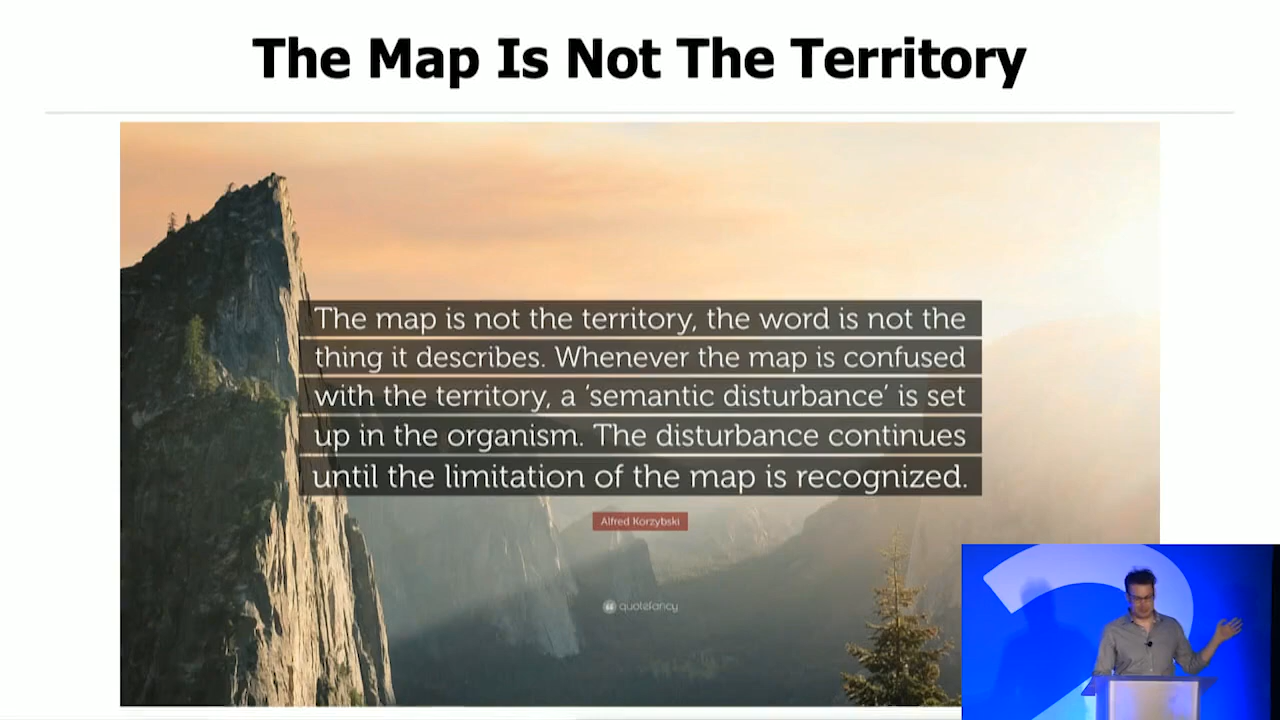 The Map Is Not The Territory
The map is not the territory, the word is not the
thing it describes. Whenever the map is confused
with the territory, a ‘semantic disturbance’ is set
up in the organism. The disturbance continues
until the limitation of the map is recognized.
Alfred Korzybski
quotefancy
2